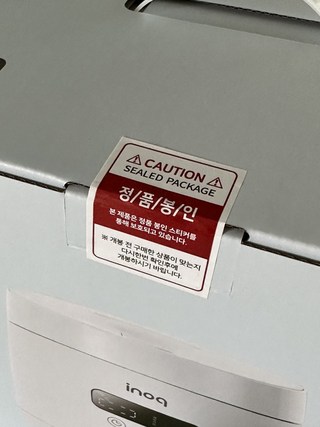 ⚠ CAUTION ⚠
SEALED PACKAGE
정/품/봉/인
본 제품은 정품 봉인 스티커를
통해 보호되고 있습니다.
※ 개봉 전 구매한 상품이 맞는지
다시한번 확인후에
개봉하시기 바랍니다.
inoq